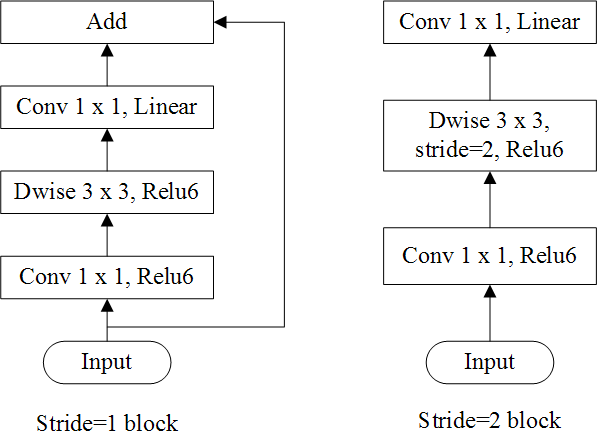 Add
Conv 1 x 1, Linear
Dwise 3 x 3, Relu6
Conv 1 x 1, Relu6
Input
Stride=1 block
Conv 1 x 1, Linear
Dwise 3 x 3,
stride=2, Relu6
Conv 1 x 1, Relu6
Input
Stride=2 block